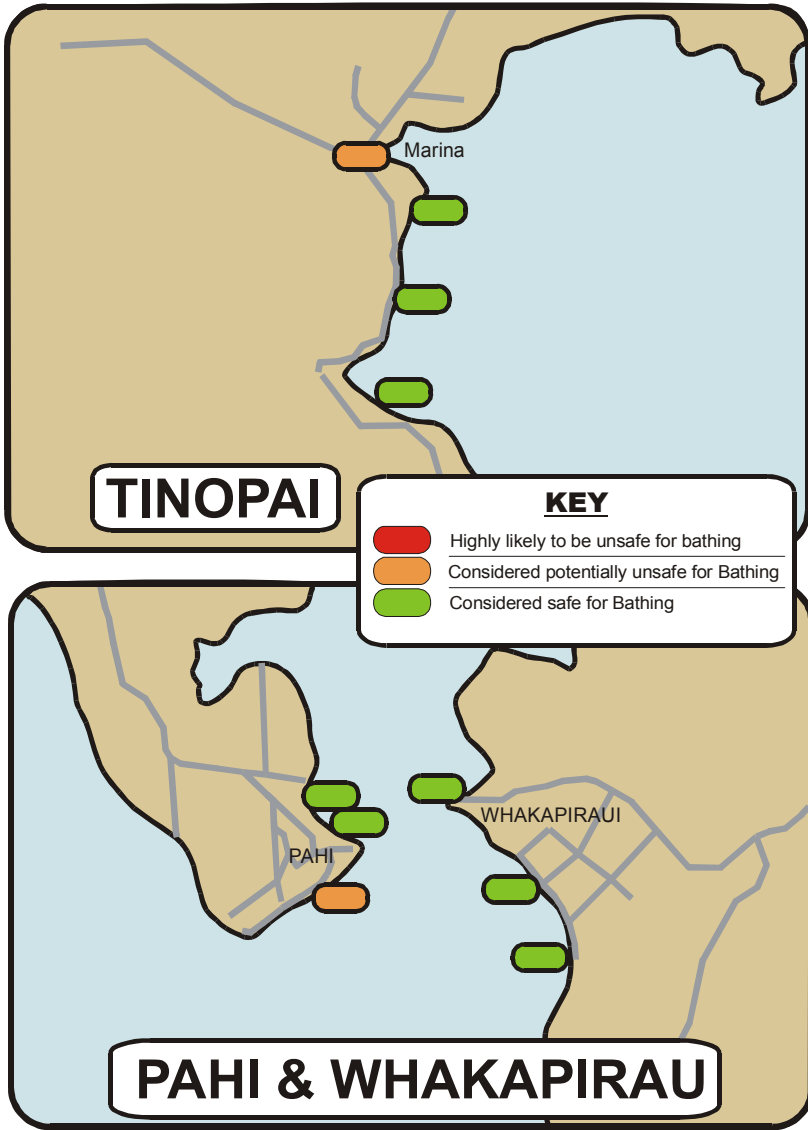 Marina
TINOPAI
KEY
Highly likely to be unsafe for bathing
Considered potentially unsafe for Bathing
Considered safe for Bathing
WHAKAPIRAUI
PAHI
PAHI & WHAKAPIRAU